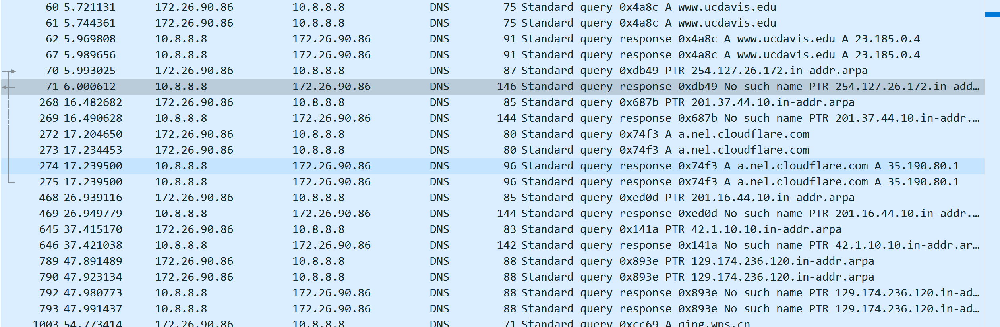 60 5.721131 172.26.90.86 10.8.8.8 DNS 75 Standard query 0x4a8c A www.ucdavis.edu
61 5.744361 172.26.90.86 10.8.8.8 DNS 75 Standard query 0x4a8c A www.ucdavis.edu
62 5.969808 10.8.8.8 172.26.90.86 DNS 91 Standard query response 0x4a8c A www.ucdavis.edu A 23.185.0.4
67 5.989656 10.8.8.8 172.26.90.86 DNS 91 Standard query response 0x4a8c A www.ucdavis.edu A 23.185.0.4
70 5.993025 172.26.90.86 10.8.8.8 DNS 87 Standard query 0xdb49 PTR 254.127.26.172.in-addr.arpa
71 6.000612 10.8.8.8 172.26.90.86 DNS 146 Standard query response 0xdb49 No such name PTR 254.127.26.172.in-add…
268 16.482682 172.26.90.86 10.8.8.8 DNS 85 Standard query 0x687b PTR 201.37.44.10.in-addr.arpa
269 16.490628 10.8.8.8 172.26.90.86 DNS 144 Standard query response 0x687b No such name PTR 201.37.44.10.in-addr.…
272 17.204650 172.26.90.86 10.8.8.8 DNS 80 Standard query 0x74f3 A a.nel.cloudflare.com
273 17.234453 172.26.90.86 10.8.8.8 DNS 80 Standard query 0x74f3 A a.nel.cloudflare.com
274 17.239500 10.8.8.8 172.26.90.86 DNS 96 Standard query response 0x74f3 A a.nel.cloudflare.com A 35.190.80.1
275 17.239500 10.8.8.8 172.26.90.86 DNS 96 Standard query response 0x74f3 A a.nel.cloudflare.com A 35.190.80.1
468 26.939116 172.26.90.86 10.8.8.8 DNS 85 Standard query 0xed0d PTR 201.16.44.10.in-addr.arpa
469 26.949779 10.8.8.8 172.26.90.86 DNS 144 Standard query response 0xed0d No such name PTR 201.16.44.10.in-addr.…
645 37.415170 172.26.90.86 10.8.8.8 DNS 83 Standard query 0x141a PTR 42.1.10.10.in-addr.arpa
646 37.421038 10.8.8.8 172.26.90.86 DNS 142 Standard query response 0x141a No such name PTR 42.1.10.10.in-addr.ar…
789 47.891489 172.26.90.86 10.8.8.8 DNS 88 Standard query 0x893e PTR 129.174.236.120.in-addr.arpa
790 47.923134 172.26.90.86 10.8.8.8 DNS 88 Standard query 0x893e PTR 129.174.236.120.in-addr.arpa
792 47.980773 10.8.8.8 172.26.90.86 DNS 88 Standard query response 0x893e No such name PTR 129.174.236.120.in-ad…
793 47.991437 10.8.8.8 172.26.90.86 DNS 88 Standard query response 0x893e No such name PTR 129.174.236.120.in-ad…
1003 54.773414 172.26.90.86 10.8.8.8 DNS 71 Standard query 0xcc69 A qing.wps.cn